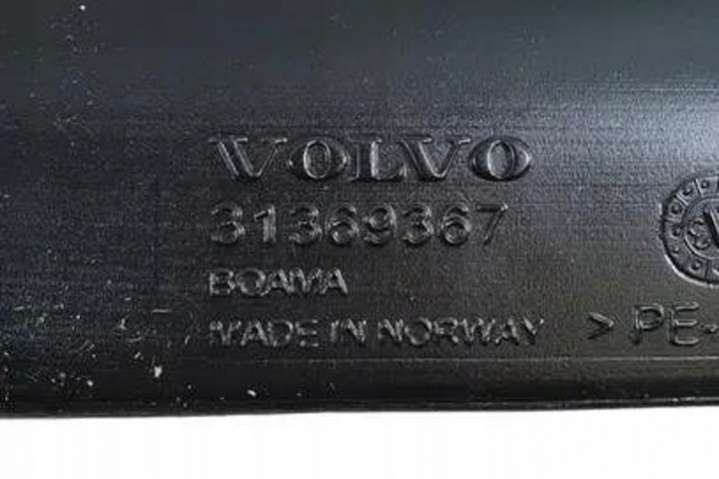 VOLVO
31369367
BOAMA
MADE IN NORWAY >PE-